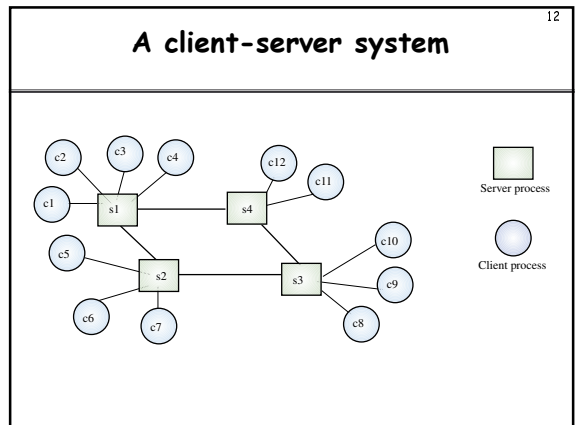 12
A client-server system
c2
c3
c4
c1
s1
c12
c11
s4
Server process
c5
s2
c10
s3
c9
Client process
c6
c7
c8